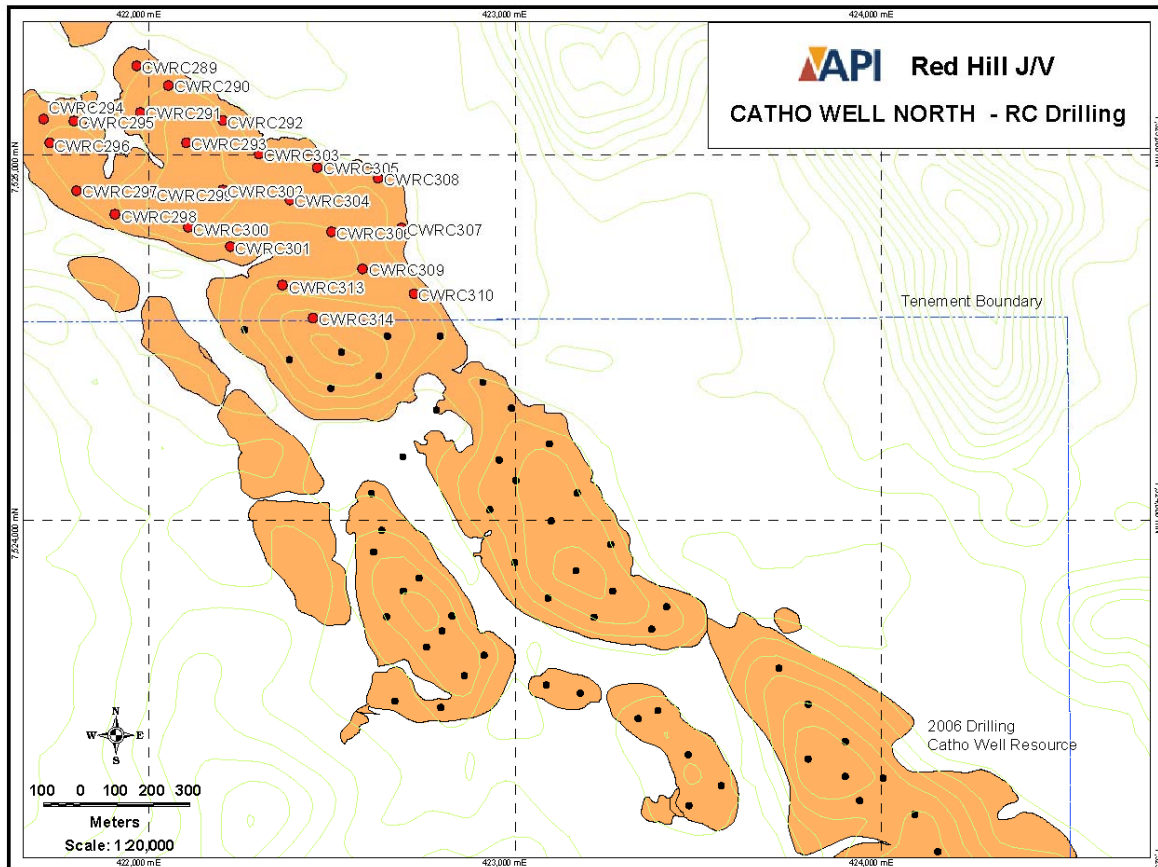 422,000 mE
423,000 mE
424,000 mE
API Red Hill J/V
CATHO WELL NORTH - RC Drilling
CWRC289
CWRC290
CWRC294
CWRC291
CWRC295
CWRC292
CWRC296
CWRC293
CWRC303
7,525,000 mN
CWRC305
CWRC308
CWRC297
CWRC299
CWRC302
CWRC304
CWRC298
CWRC300
CWRC307
CWRC301
CWRC309
CWRC313
CWRC310
CWRC314
Tenement Boundary
7,524,000 mN
2006 Drilling
Catho Well Resource
N
W E
S
100 0 100 200 300
Meters
Scale: 1:20,000
422,000 mE
423,000 mE
424,000 mE